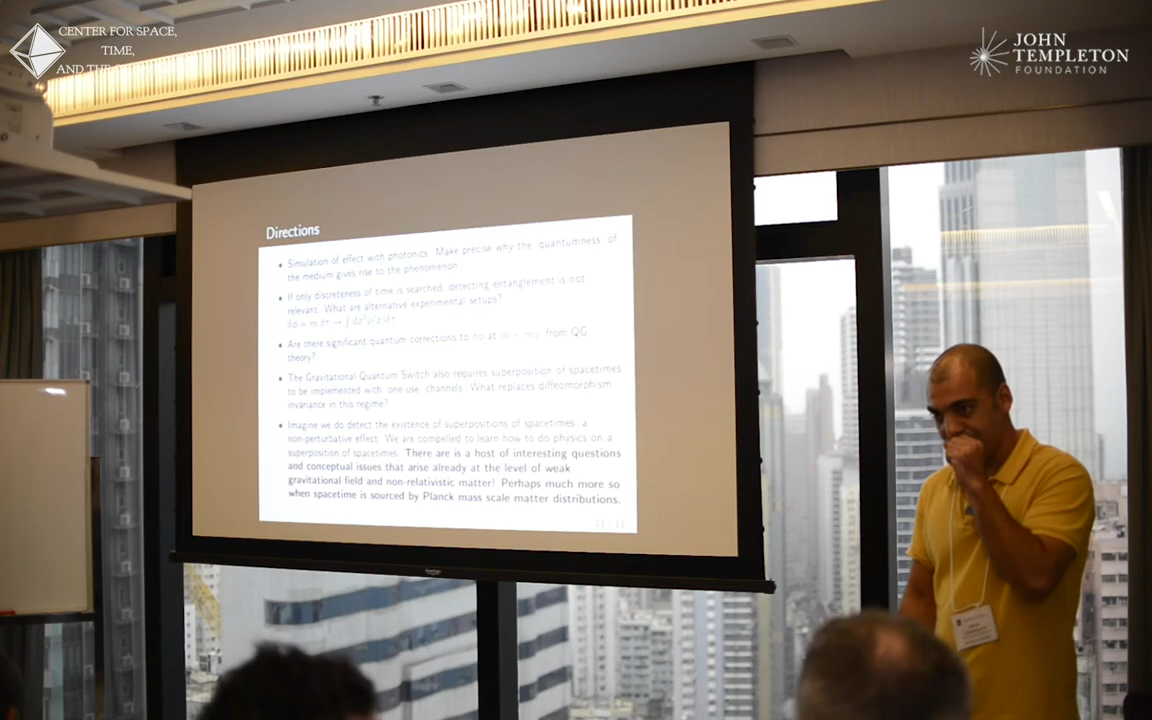 CENTER FOR SPACE,
TIME,
AND THE
JOHN
TEMPLETON
FOUNDATION
Directions
• Simulation of effect with photonics. Make precise why the 'quantumness' of
the medium gives rise to the phenomenon
• If only discreteness of time is searched, detecting entanglement is not
relevant. What are alternative experimental setups?
• Are there significant quantum corrections to δφ at m ~ from QG
theory?
• The Gravitational Quantum Switch also requires superposition of spacetimes
to be implemented with one-use channels. What replaces diffeomorphism
invariance in this regime?
• Imagine we do detect the existence of superpositions of spacetimes, a
non-perturbative effect. We are compelled to learn how to do physics on a
superposition of spacetimes. There are is a host of interesting questions
and conceptual issues that arise already at the level of weak
gravitational field and non-relativistic matter! Perhaps much more so
when spacetime is sourced by Planck mass scale matter distributions.